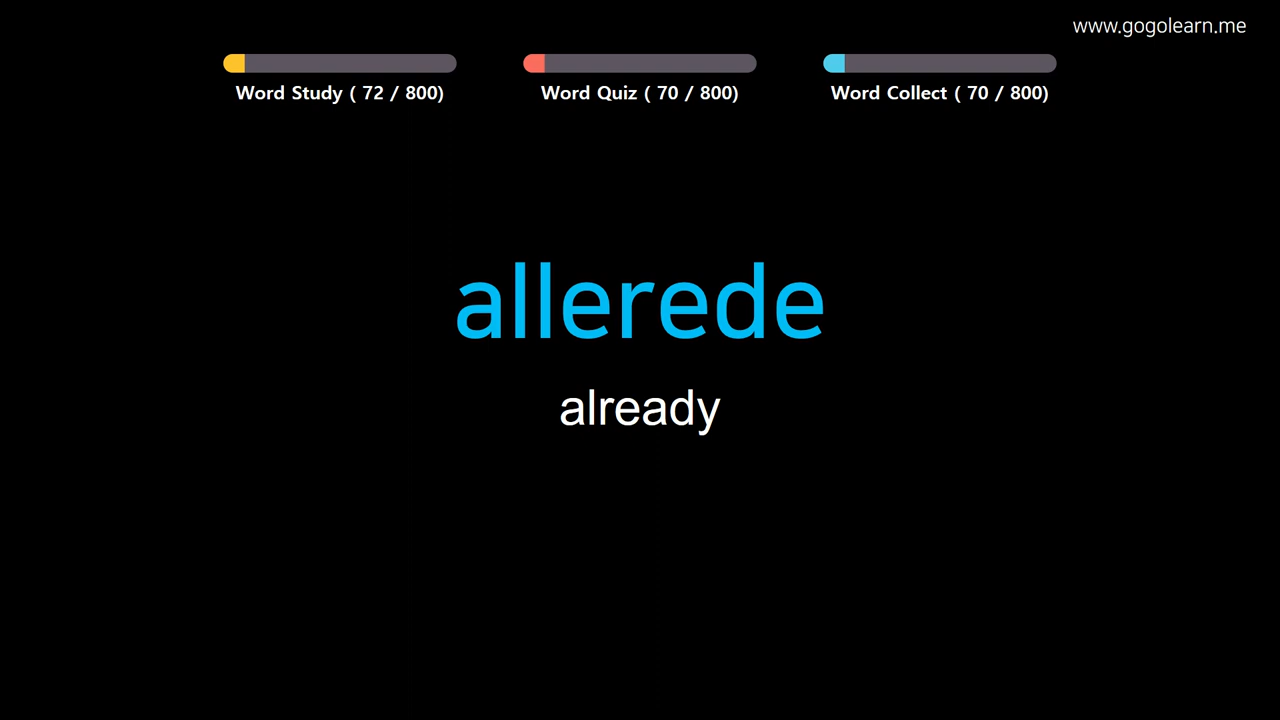 www.gogolearn.me
Word Study ( 72 / 800)
Word Quiz ( 70 / 800)
Word Collect ( 70 / 800)
allerede
already